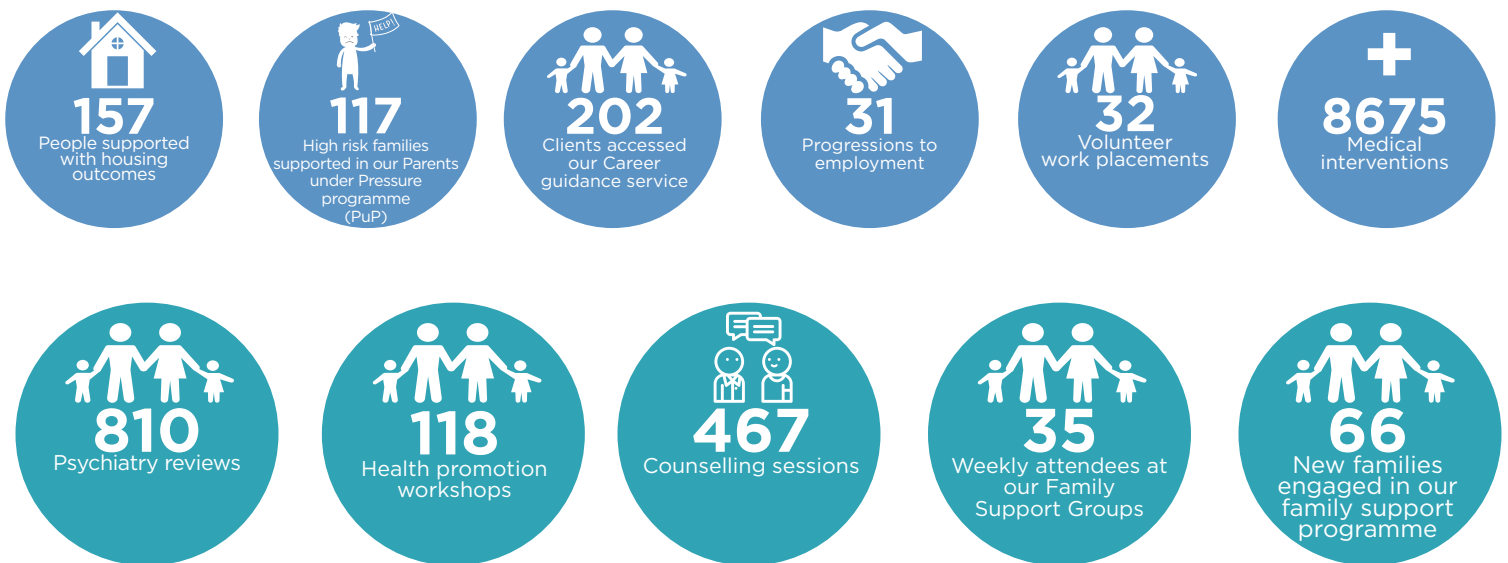 157
People supported
with housing
outcomes
HELP!
117
High risk families
supported in our Parents
under Pressure
programme
(PuP)
202
Clients accessed
our Career
guidance service
31
Progressions to
employment
32
Volunteer
work placements
8675
Medical
interventions
810
Psychiatry reviews
118
Health promotion
workshops
467
Counselling sessions
35
Weekly attendees at
our Family
Support Groups
66
New families
engaged in our
family support
programme